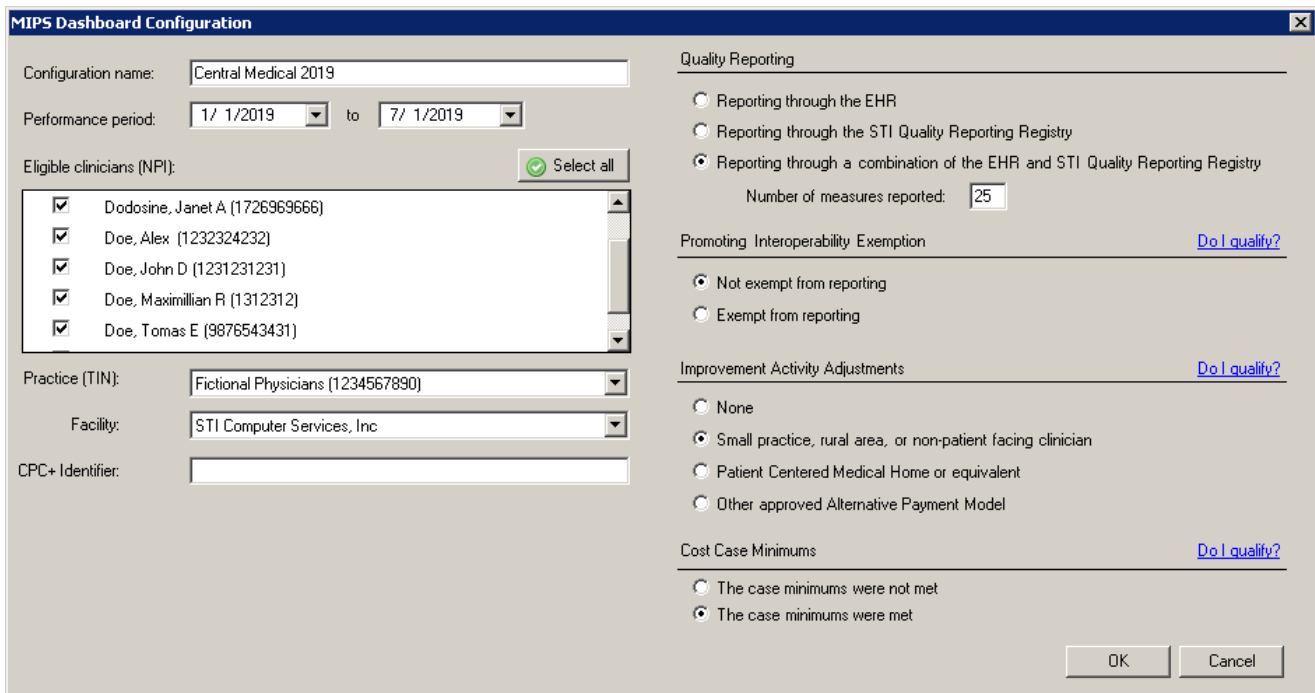 MIPS Dashboard Configuration
Configuration name: Central Medical 2019
Performance period: 1/ 1/2019 to 7/ 1/2019
Eligible clinicians (NPI): Select all
Dodosine, Janet A (1726969666)
Doe, Alex (1232324232)
Doe, John D (1231231231)
Doe, Maximillian R (1312312)
Doe, Tomas E (9876543431)
Practice (TIN): Fictional Physicians (1234567890)
Facility: STI Computer Services, Inc
CPC+ Identifier:
Quality Reporting
Reporting through the EHR
Reporting through the STI Quality Reporting Registry
Reporting through a combination of the EHR and STI Quality Reporting Registry
Number of measures reported: 25
Promoting Interoperability Exemption Do I qualify?
Not exempt from reporting
Exempt from reporting
Improvement Activity Adjustments Do I qualify?
None
Small practice, rural area, or non-patient facing clinician
Patient Centered Medical Home or equivalent
Other approved Alternative Payment Model
Cost Case Minimums Do I qualify?
The case minimums were not met
The case minimums were met
OK Cancel